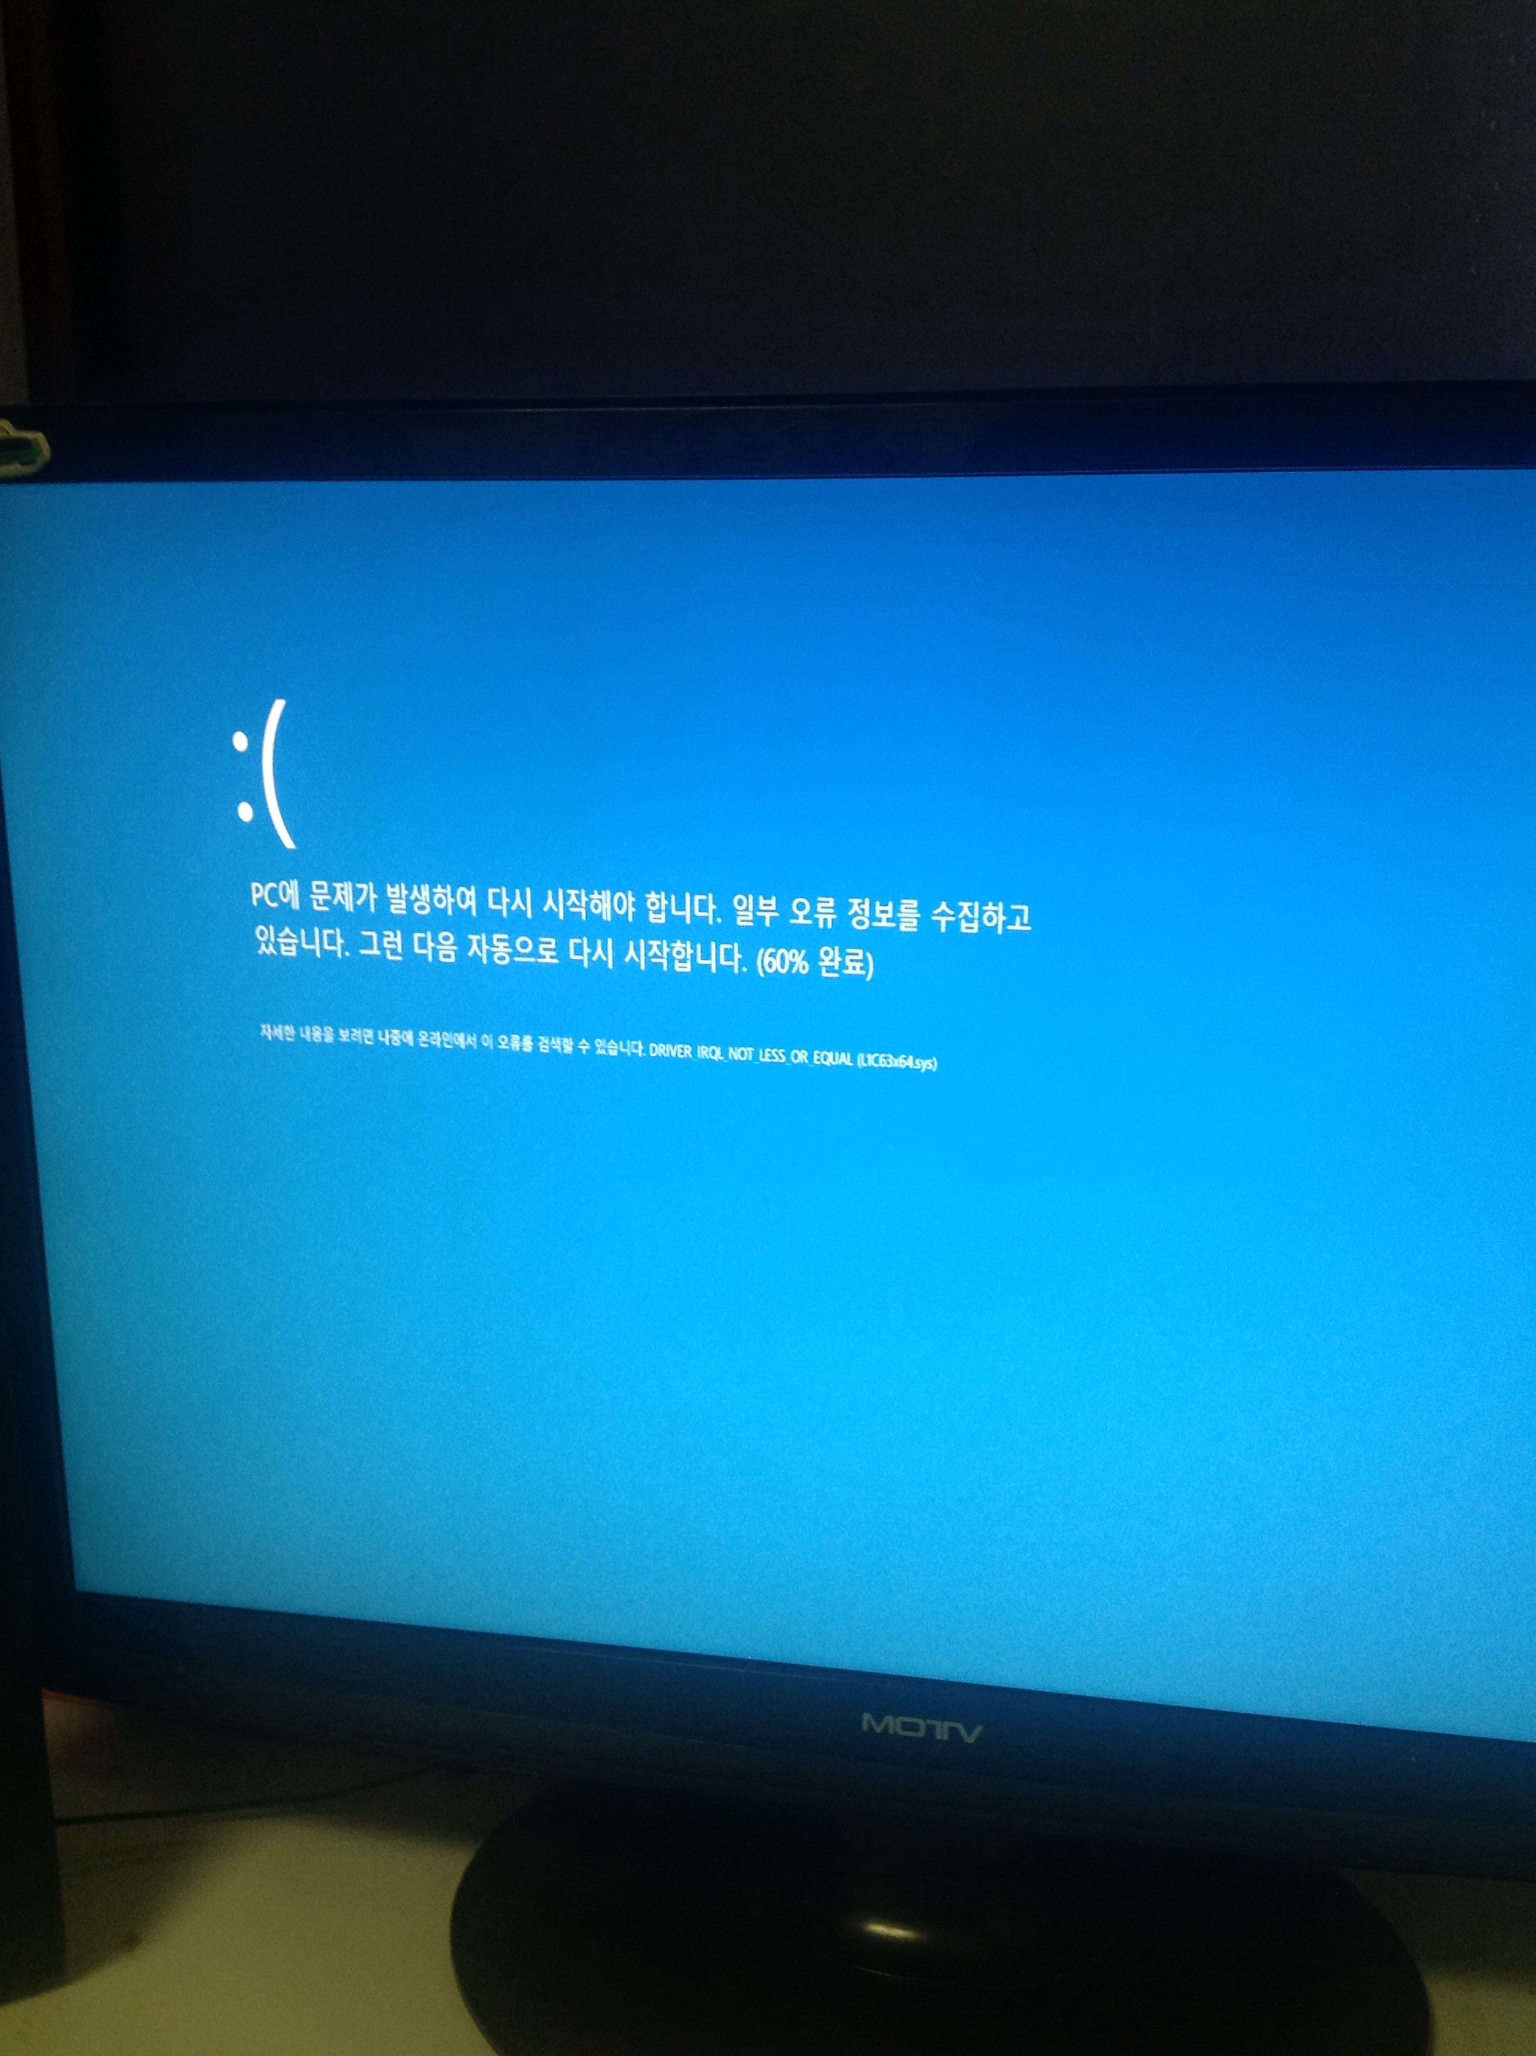 :(
PC에 문제가 발생하여 다시 시작해야 합니다. 일부 오류 정보를 수집하고
있습니다. 그런 다음 자동으로 다시 시작합니다. (60% 완료)
자세한 내용을 보려면 나중에 온라인에서 이 오류를 검색할 수 있습니다. DRIVER_IRQL_NOT_LESS_OR_EQUAL (L1C63x64.sys)
MOTV